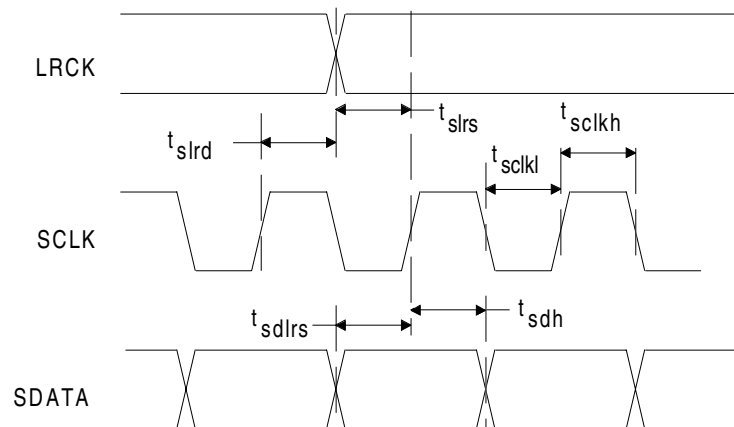 LRCK
t slrs
t sclkh
t slrd
t sclkl
SCLK
t sdlrs
t sdh
SDATA